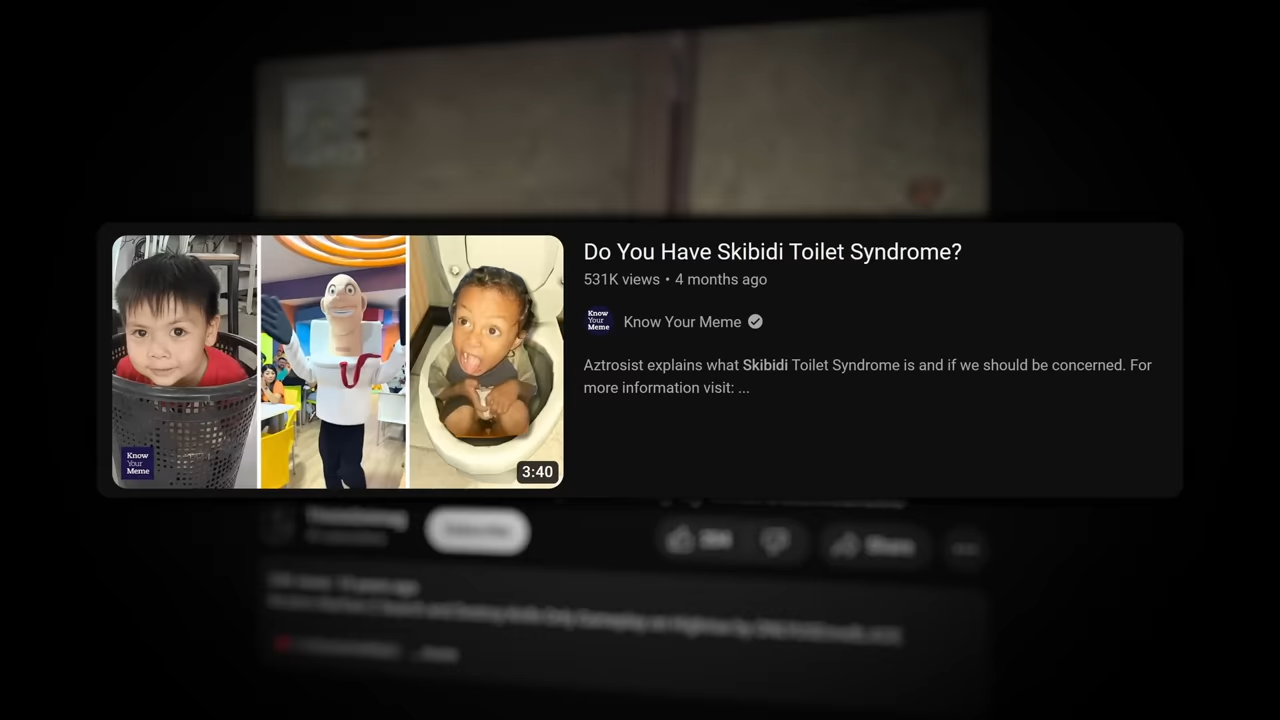 Do You Have Skibidi Toilet Syndrome?
531K views • 4 months ago
Know
Your
Meme
Know Your Meme
Aztrosist explains what Skibidi Toilet Syndrome is and if we should be concerned. For
more information visit: ...
Know
Your
Meme
3:40
Share